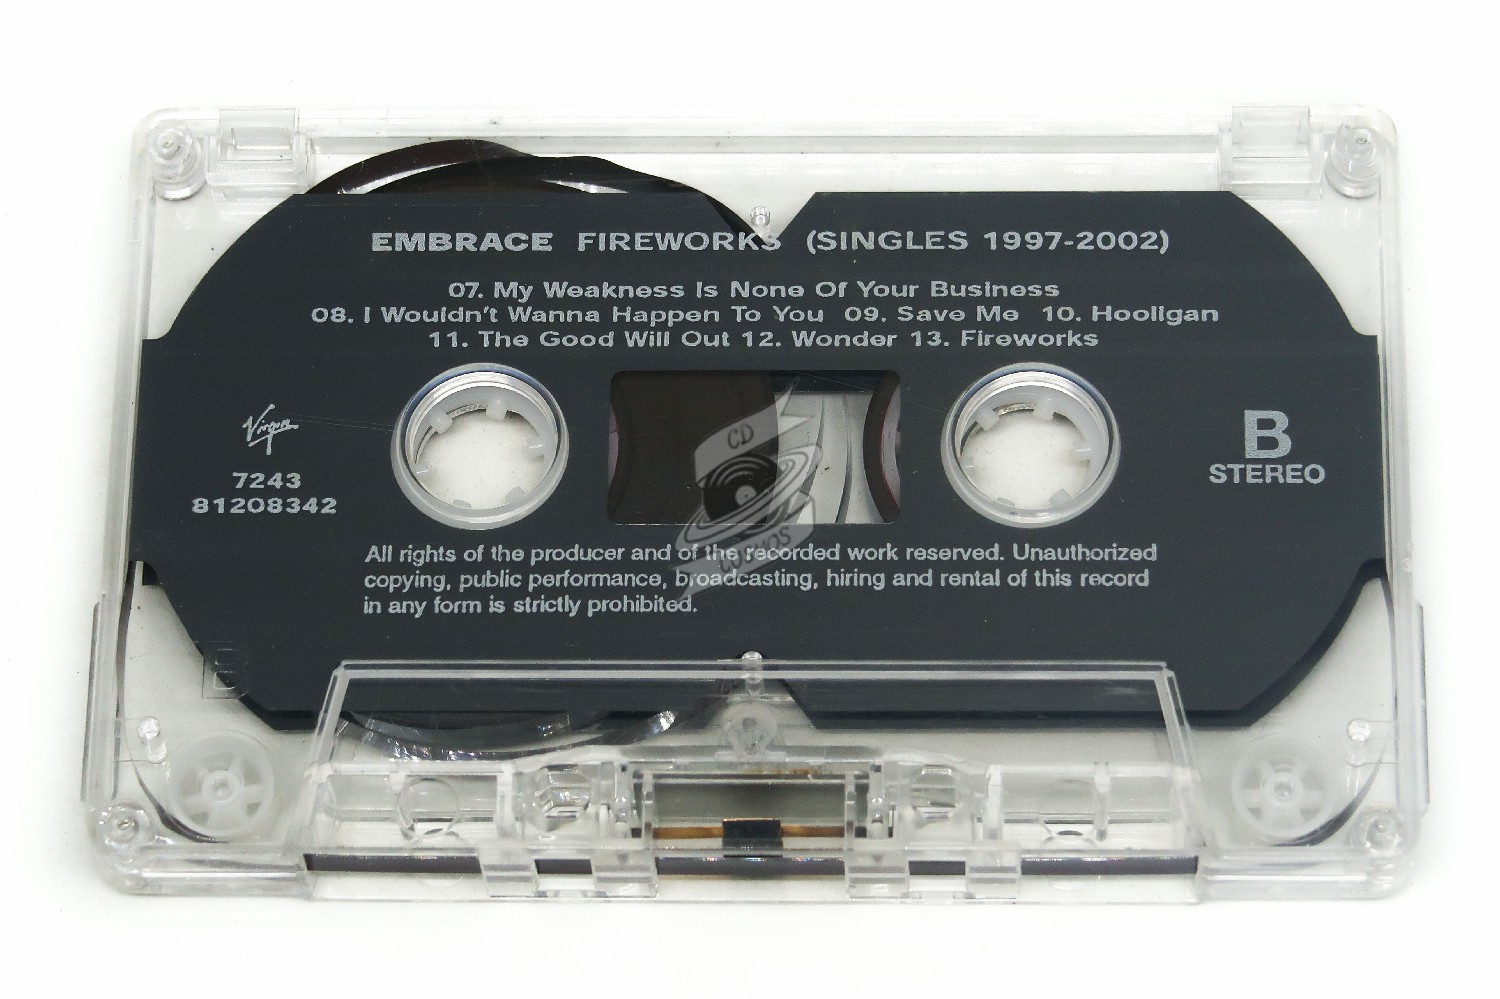 EMBRACE FIREWORKS (SINGLES 1997-2002)
07. My Weakness Is None Of Your Business
08. I Wouldn't Wanna Happen To You 09. Save Me 10. Hooligan
11. The Good Will Out 12. Wonder 13. Fireworks
Virgin
7243
81208342
B
STEREO
CD
COSMOS
All rights of the producer and of the recorded work reserved. Unauthorized
copying, public performance, broadcasting, hiring and rental of this record
in any form is strictly prohibited.
B